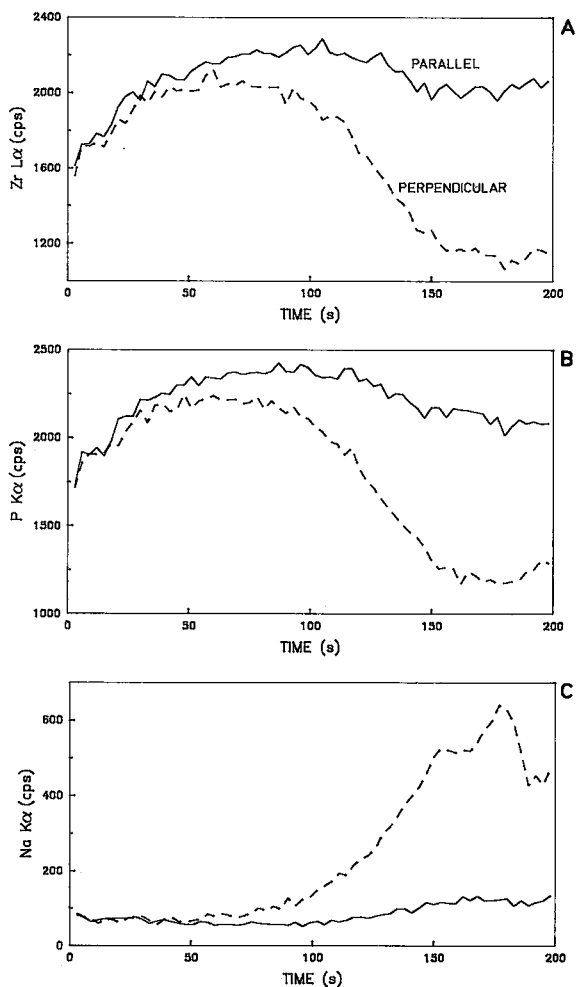 A
2400
2000
1600
1200
Zr Lα (cps)
PARALLEL
PERPENDICULAR
0 50 100 150 200
TIME (s)
B
2500
2000
1500
1000
P Kα (cps)
0 50 100 150 200
TIME (s)
C
600
400
200
0
Na Kα (cps)
0 50 100 150 200
TIME (s)